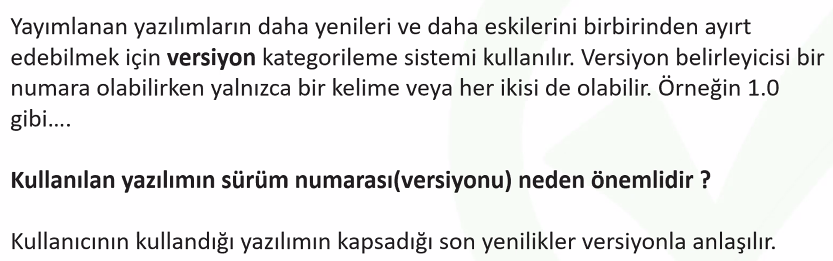 Yayımlanan yazılımların daha yenileri ve daha eskilerini birbirinden ayırt
edebilmek için versiyon kategorileme sistemi kullanılır. Versiyon belirleyicisi bir
numara olabilirken yalnızca bir kelime veya her ikisi de olabilir. Örneğin 1.0
gibi....
Kullanılan yazılımın sürüm numarası(versiyonu) neden önemlidir ?
Kullanıcının kullandığı yazılımın kapsadığı son yenilikler versiyonla anlaşılır.